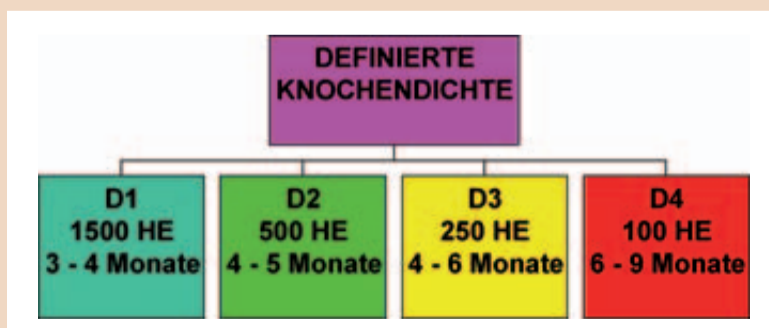 DEFINIERTE
KNOCHENDICHTE
D1
1500 HE
3 - 4 Monate
D2
500 HE
4 - 5 Monate
D3
250 HE
4 - 6 Monate
D4
100 HE
6 - 9 Monate